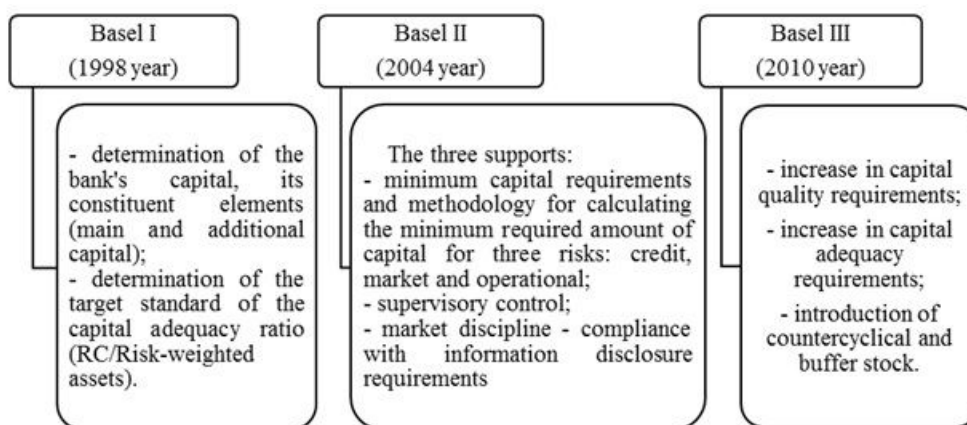 Basel I
(1998 year)
- determination of the
bank's capital, its
constituent elements
(main and additional
capital);
- determination of the
target standard of the
capital adequacy ratio
(RC/Risk-weighted
assets).
Basel II
(2004 year)
The three supports:
- minimum capital requirements
and methodology for calculating
the minimum required amount of
capital for three risks: credit,
market and operational;
- supervisory control;
- market discipline - compliance
with information disclosure
requirements
Basel III
(2010 year)
- increase in capital
quality requirements;
- increase in capital
adequacy
requirements;
- introduction of
countercyclical and
buffer stock.